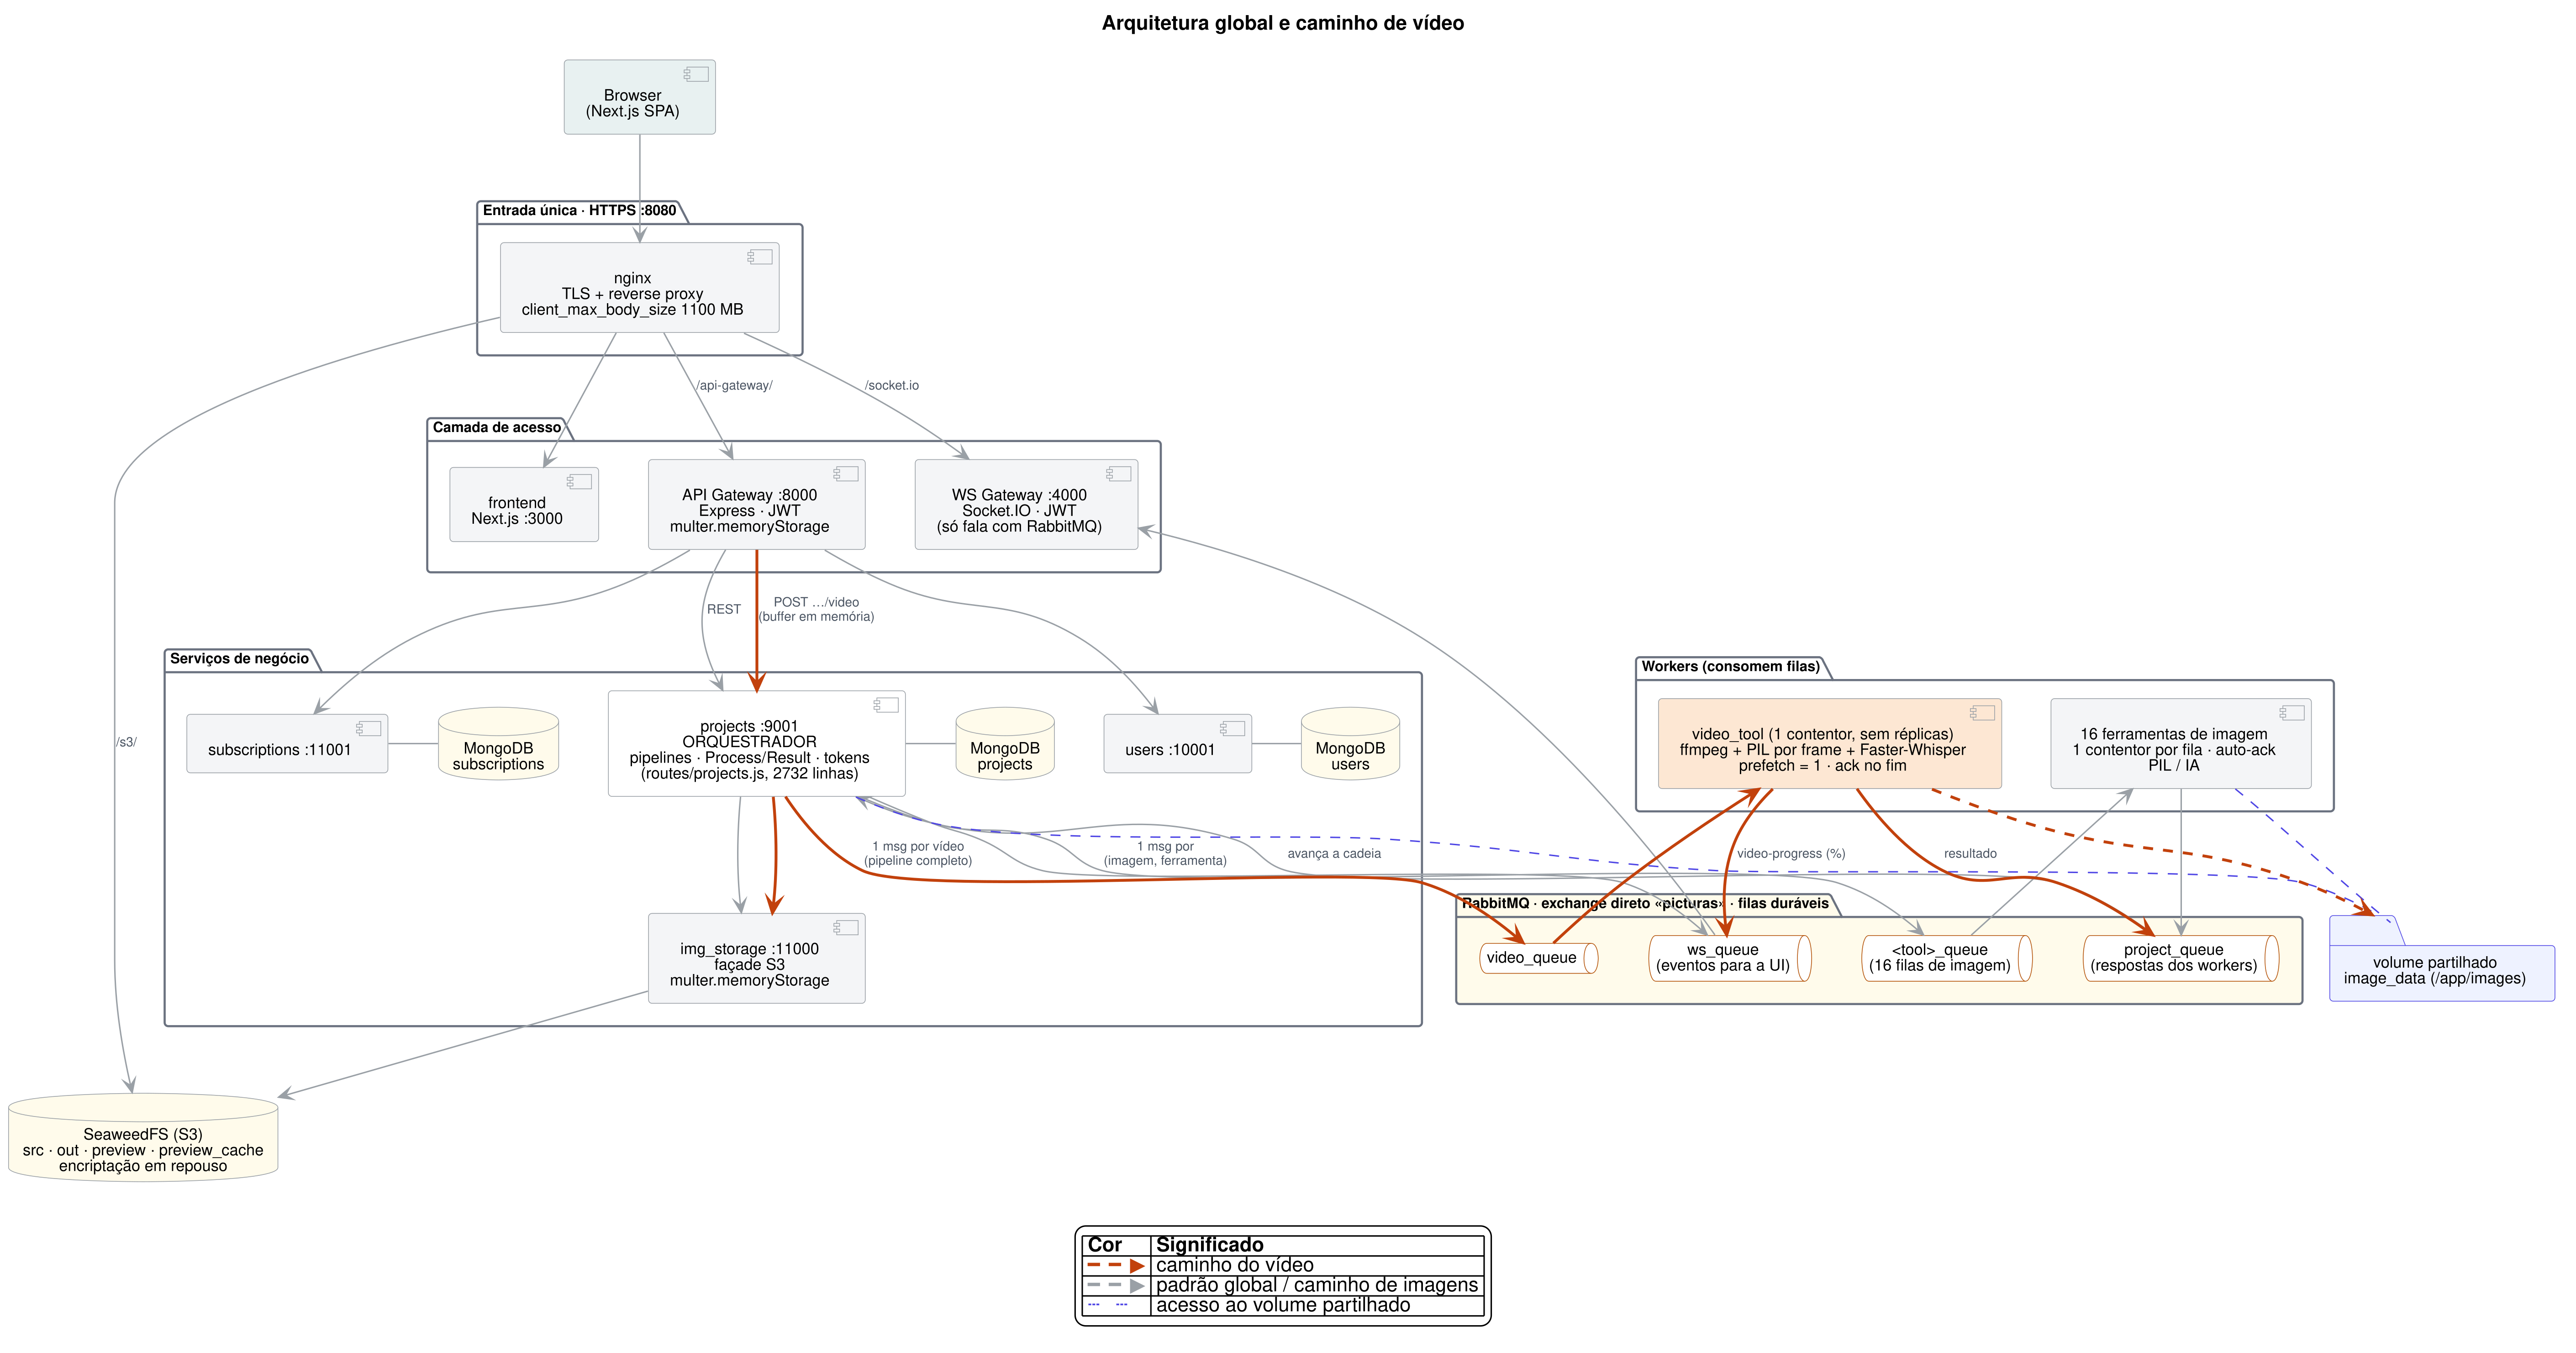 Arquitetura global e caminho de vídeo
Browser
(Next.js SPA)
Entrada única · HTTPS :8080
nginx
TLS + reverse proxy
client_max_body_size 1100 MB
/api-gateway/
/socket.io
Camada de acesso
frontend
Next.js :3000
API Gateway :8000
Express · JWT
multer.memoryStorage
WS Gateway :4000
Socket.IO · JWT
(só fala com RabbitMQ)
REST
POST …/video
(buffer em memória)
/s3/
Serviços de negócio
subscriptions :11001
MongoDB
subscriptions
projects :9001
ORQUESTRADOR
pipelines · Process/Result · tokens
(routes/projects.js, 2732 linhas)
MongoDB
projects
users :10001
MongoDB
users
Workers (consomem filas)
video_tool (1 contentor, sem réplicas)
ffmpeg + PIL por frame + Faster-Whisper
prefetch = 1 · ack no fim
16 ferramentas de imagem
1 contentor por fila · auto-ack
PIL / IA
1 msg por vídeo
(pipeline completo)
1 msg por
(imagem, ferramenta)
avança a cadeia
video-progress (%)
resultado
img_storage :11000
façade S3
multer.memoryStorage
RabbitMQ · exchange direto «picturas» · filas duráveis
video_queue
ws_queue
(eventos para a UI)
<tool>_queue
(16 filas de imagem)
project_queue
(respostas dos workers)
volume partilhado
image_data (/app/images)
SeaweedFS (S3)
src · out · preview · preview_cache
encriptação em repouso
Cor Significado
caminho do vídeo
padrão global / caminho de imagens
acesso ao volume partilhado